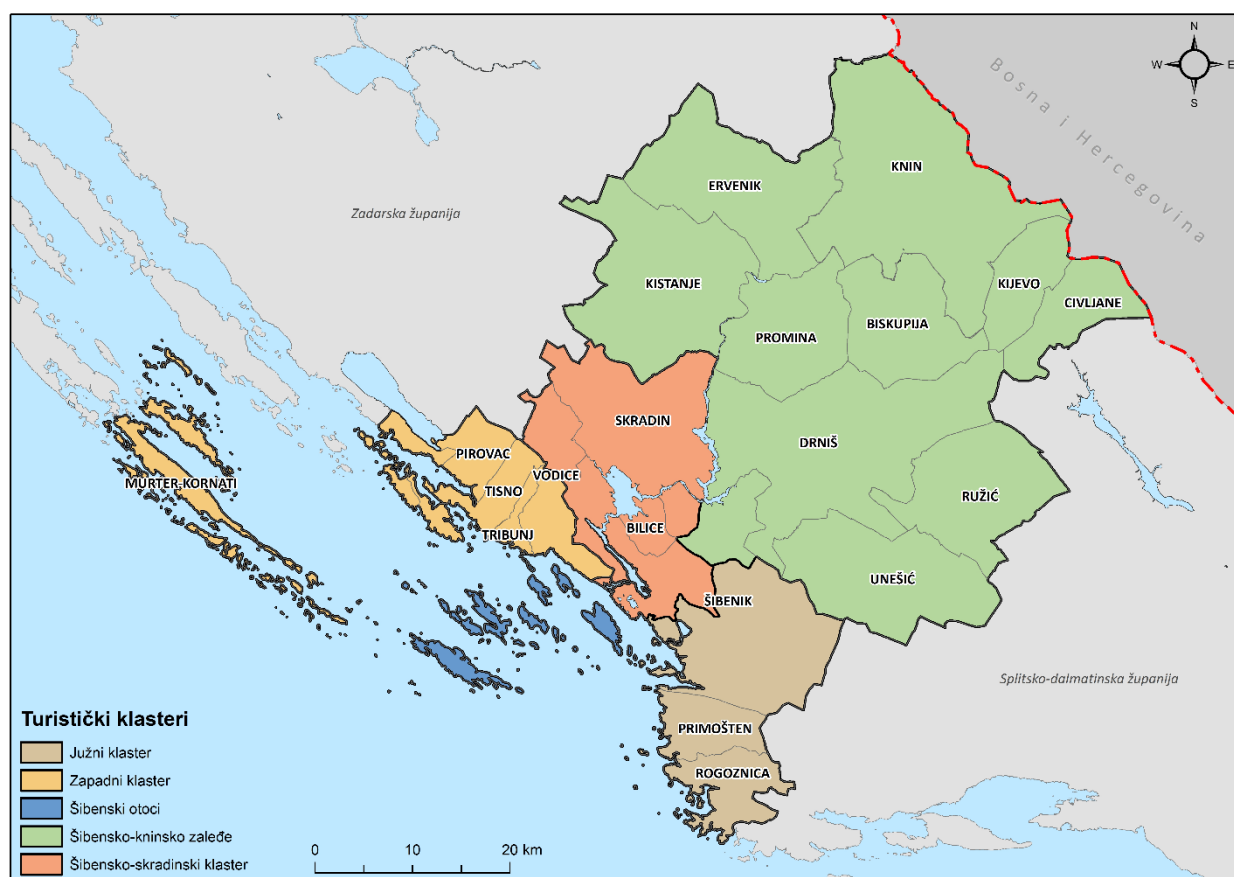 N
W E
S
Bosna i Hercegovina
KNIN
ERVENIK
Zadarska županija
KISTANJE
KIJEVO
CIVLJANE
BISKUPIJA
PROMINA
SKRADIN
DRNIŠ
PIROVAC
VODICE
MURTER-KORNATI
TISNO
RUŽIĆ
BILICE
TRIBUNJ
UNEŠIĆ
ŠIBENIK
Splitsko-dalmatinska županija
PRIMOŠTEN
ROGOZNICA
Turistički klasteri
Južni klaster
Zapadni klaster
Šibenski otoci
Šibensko-kninsko zaleđe
Šibensko-skradinski klaster
0 10 20 km